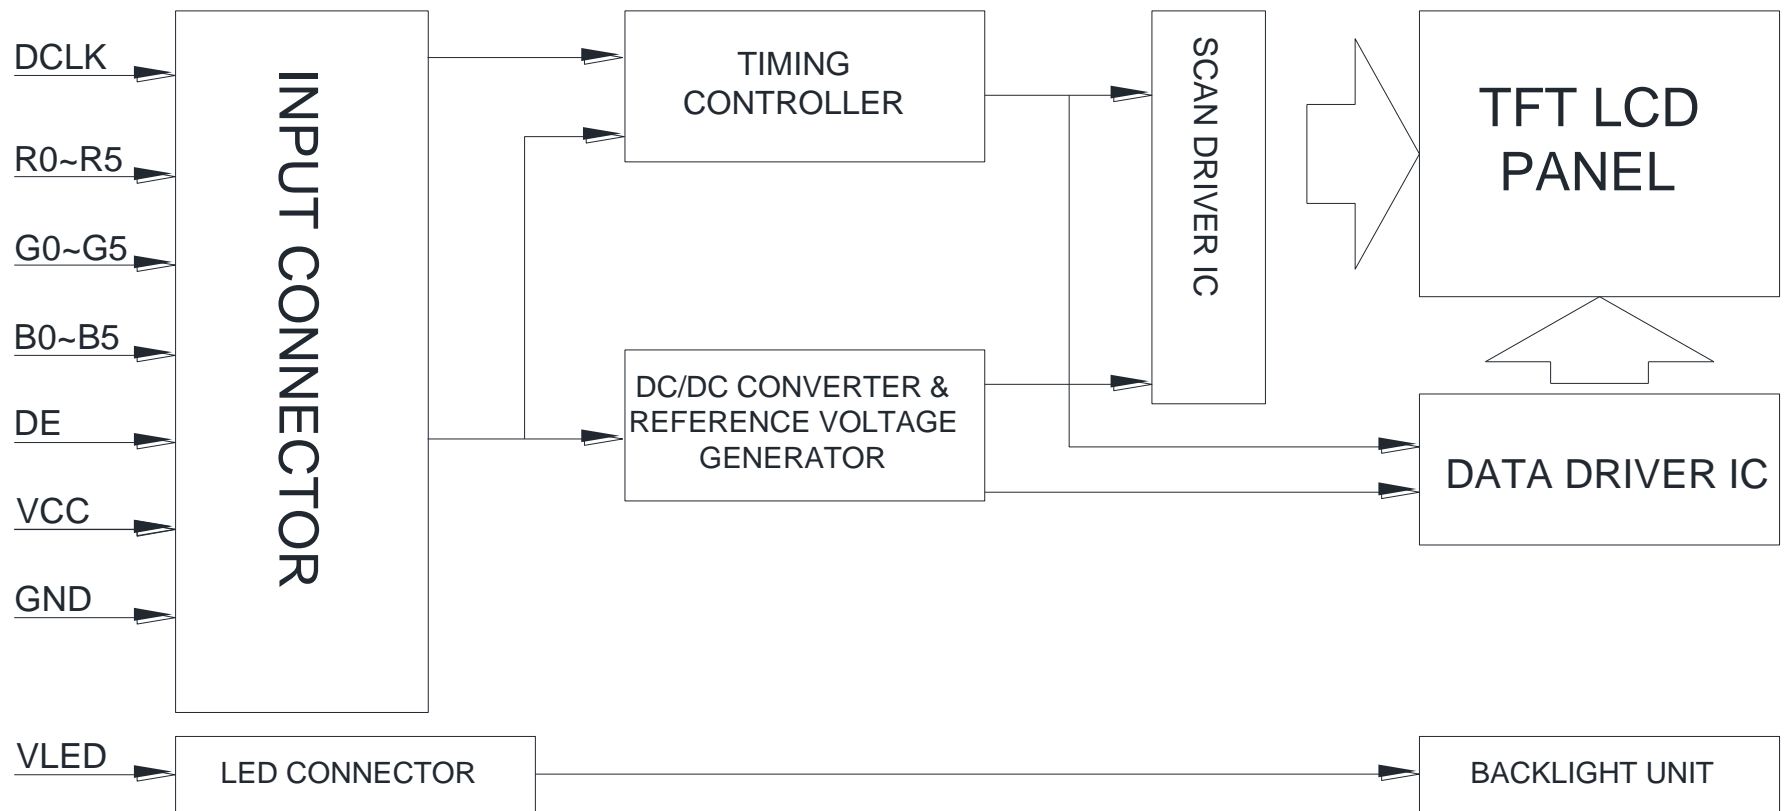 DCLK
R0~R5
G0~G5
B0~B5
DE
VCC
GND
INPUT CONNECTOR
TIMING
CONTROLLER
DC/DC CONVERTER &
REFERENCE VOLTAGE
GENERATOR
SCAN DRIVER IC
TFT LCD
PANEL
DATA DRIVER IC
VLED
LED CONNECTOR
BACKLIGHT UNIT